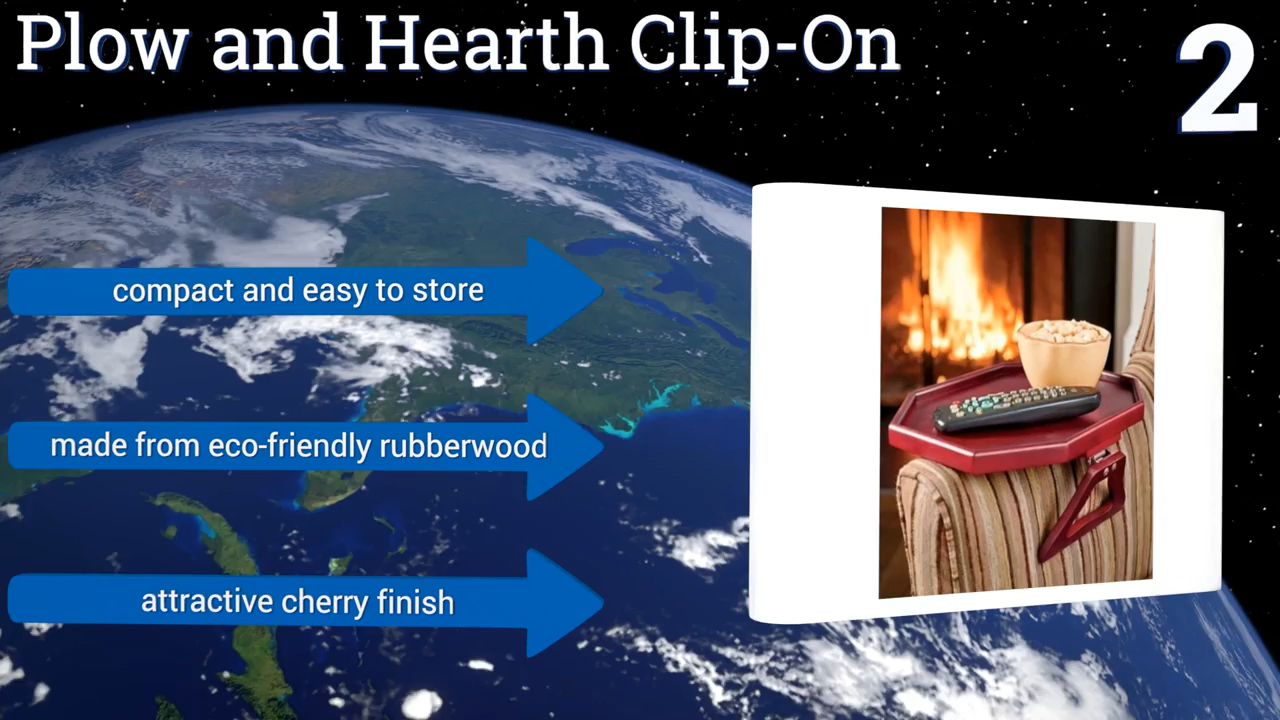 Plow and Hearth Clip-On
2
compact and easy to store
made from eco-friendly rubberwood
attractive cherry finish